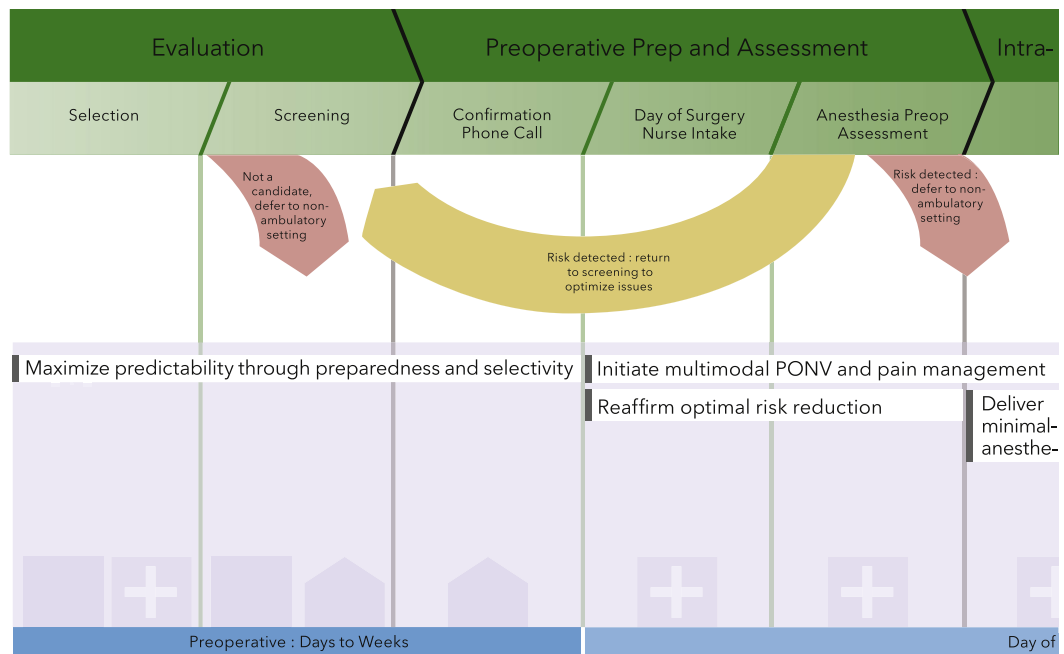 Evaluation
Preoperative Prep and Assessment
Intra-
Selection
Screening
Confirmation
Phone Call
Day of Surgery
Nurse Intake
Anesthesia Preop
Assessment
Not a
candidate,
defer to non-
ambulatory
setting
Risk detected : return
to screening to
optimize issues
Risk detected :
defer to non-
ambulatory
setting
Maximize predictability through preparedness and selectivity
Initiate multimodal PONV and pain management
Reaffirm optimal risk reduction
Deliver
minimal-
anesthe-
Preoperative : Days to Weeks
Day of